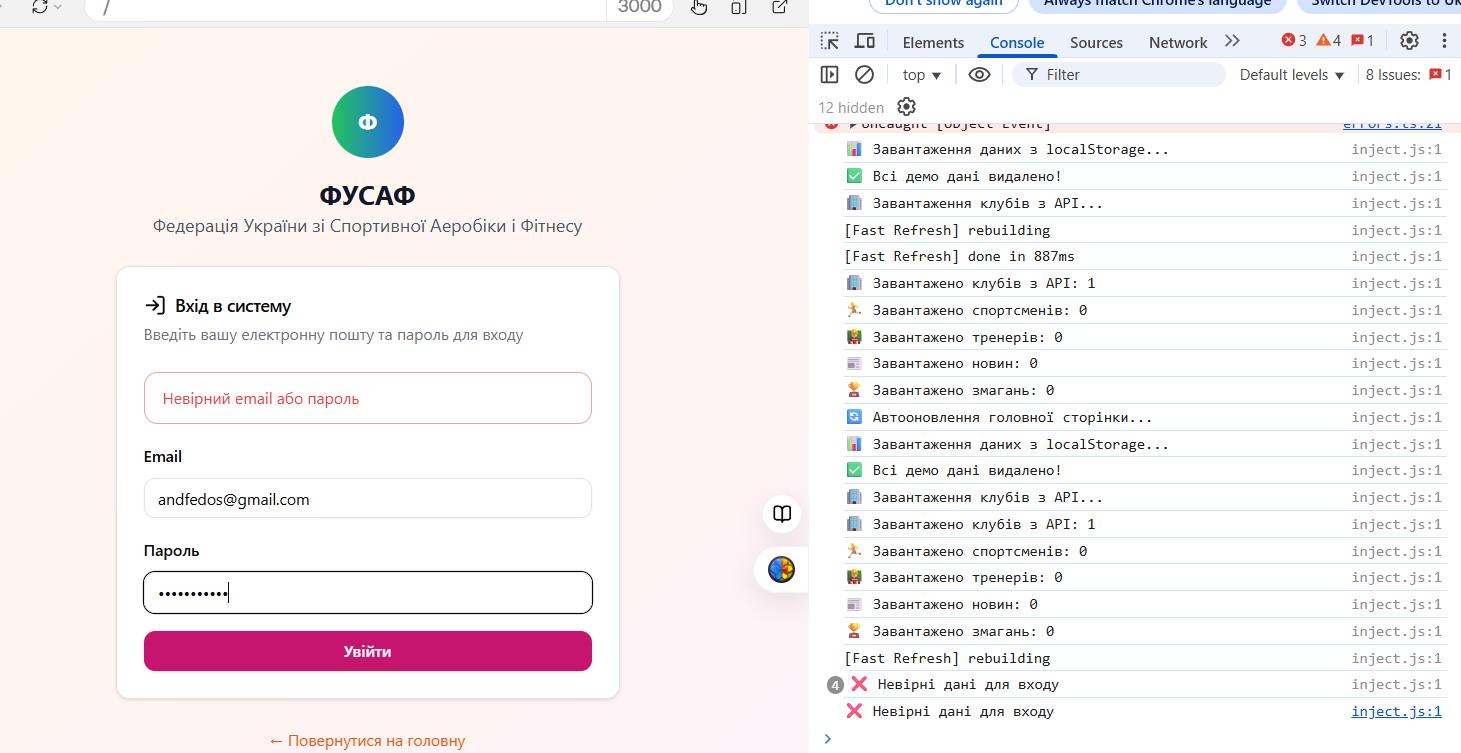 /
3000
Don't show again
Always match Chrome's language
Elements
Console
Sources
Network
3
4
1
top
Filter
Default levels
8 Issues:
1
12 hidden
Uncaught [object Event]
errors.ts:21
📊 Завантаження даних з localStorage... inject.js:1
✅ Всі демо дані видалено! inject.js:1
🏢 Завантаження клубів з API... inject.js:1
[Fast Refresh] rebuilding inject.js:1
[Fast Refresh] done in 887ms inject.js:1
🏢 Завантажено клубів з API: 1 inject.js:1
🏃 Завантажено спортсменів: 0 inject.js:1
👨‍🏫 Завантажено тренерів: 0 inject.js:1
📰 Завантажено новин: 0 inject.js:1
🏆 Завантажено змагань: 0 inject.js:1
🔄 Автооновлення головної сторінки... inject.js:1
📊 Завантаження даних з localStorage... inject.js:1
✅ Всі демо дані видалено! inject.js:1
🏢 Завантаження клубів з API... inject.js:1
🏢 Завантажено клубів з API: 1 inject.js:1
🏃 Завантажено спортсменів: 0 inject.js:1
👨‍🏫 Завантажено тренерів: 0 inject.js:1
📰 Завантажено новин: 0 inject.js:1
🏆 Завантажено змагань: 0 inject.js:1
[Fast Refresh] rebuilding inject.js:1
4 ❌ Невірні дані для входу inject.js:1
❌ Невірні дані для входу inject.js:1
Ф
ФУСАФ
Федерація України зі Спортивної Аеробіки і Фітнесу
Вхід в систему
Введіть вашу електронну пошту та пароль для входу
Невірний email або пароль
Email
andfedos@gmail.com
Пароль
•••••••••••
Увійти
← Повернутися на головну